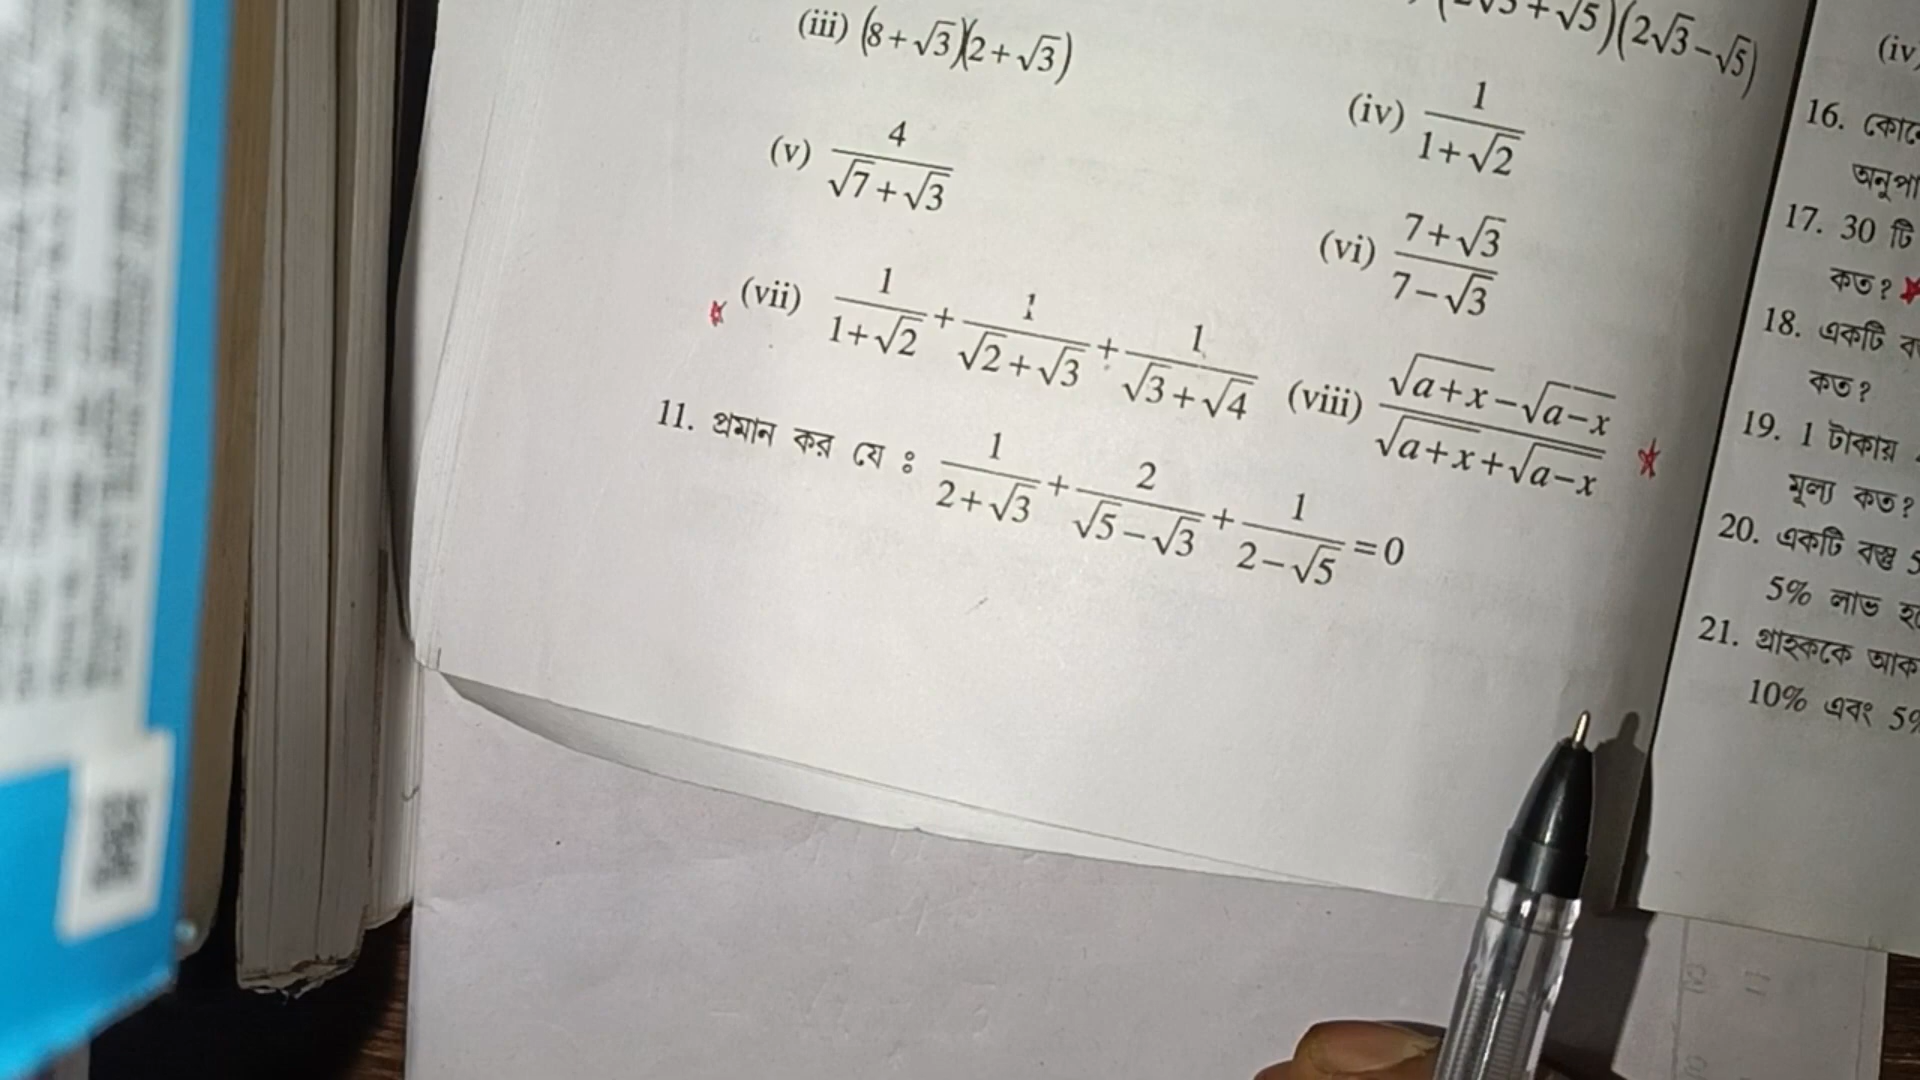 (iii) (8+√3)(2+√3)
√5)(2√3−√5)
(iv) 1/(1+√2)
(v) 4/(√7+√3)
(vi) (7+√3)/(7−√3)
(vii) 1/(1+√2) + 1/(√2+√3) + 1/(√3+√4)
(viii) (√(a+x)−√(a−x))/(√(a+x)+√(a−x))
11. প্রমান কর যে ঃ 1/(2+√3) + 2/(√5−√3) + 1/(2−√5) = 0
(iv)
16.
17. 30 টি
কত?
18. একটি
কত?
19. 1 টাকায়
মূল্য কত?
20. একটি বস্তু 5
5% লাভ
21. গ্রাহককে
10% এবং 5%